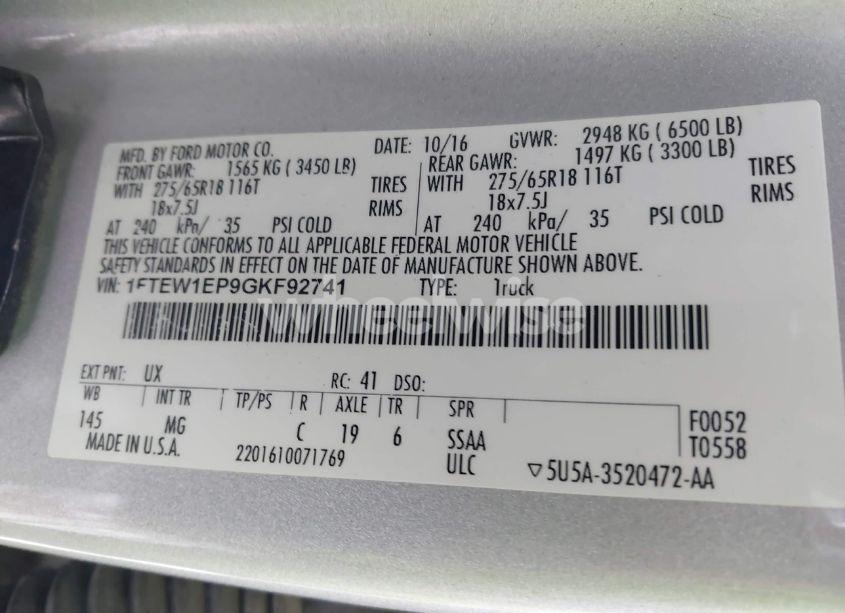 MFD. BY FORD MOTOR CO. DATE: 10/16 GVWR: 2948 KG ( 6500 LB)
FRONT GAWR: 1565 KG ( 3450 LB) REAR GAWR: 1497 KG ( 3300 LB)
WITH 275/65R18 116T TIRES WITH 275/65R18 116T TIRES
18x7.5J RIMS 18x7.5J RIMS
AT 240 kPa/ 35 PSI COLD AT 240 kPa/ 35 PSI COLD
THIS VEHICLE CONFORMS TO ALL APPLICABLE FEDERAL MOTOR VEHICLE
SAFETY STANDARDS IN EFFECT ON THE DATE OF MANUFACTURE SHOWN ABOVE.
VIN: 1FTEW1EP9GKF92741 TYPE: Truck
wheelwise
EXT PNT: UX RC: 41 DSO:
WB INT TR TP/PS R AXLE TR SPR
145 MG C 19 6 SSAA F0052
MADE IN U.S.A. 2201610071769 ULC T0558
▽5U5A-3520472-AA